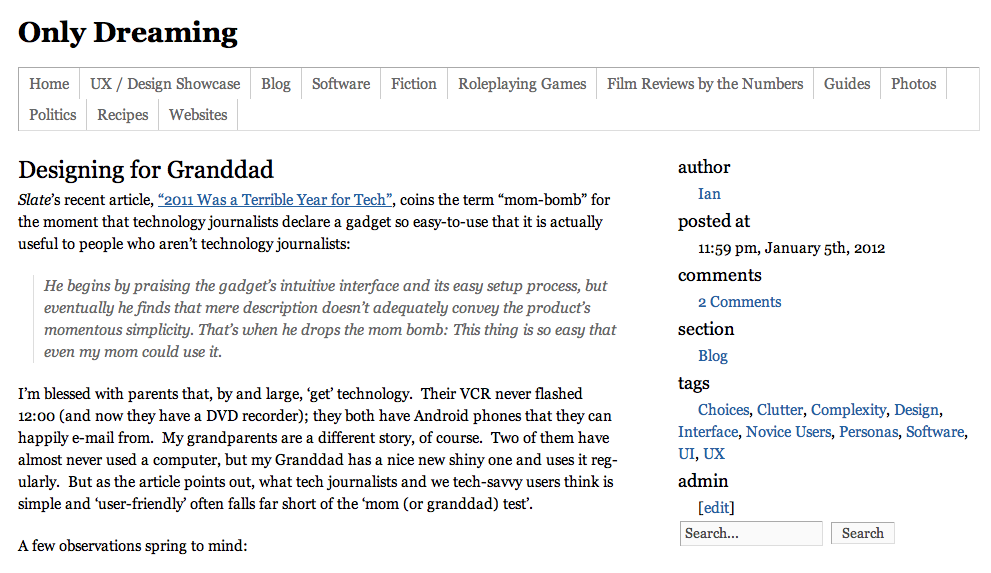 Only Dreaming
Home UX / Design Showcase Blog Software Fiction Roleplaying Games Film Reviews by the Numbers Guides Photos
Politics Recipes Websites
Designing for Granddad
Slate’s recent article, “2011 Was a Terrible Year for Tech”, coins the term “mom-bomb” for
the moment that technology journalists declare a gadget so easy-to-use that it is actually
useful to people who aren’t technology journalists:
He begins by praising the gadget’s intuitive interface and its easy setup process, but
eventually he finds that mere description doesn’t adequately convey the product’s
momentous simplicity. That’s when he drops the mom bomb: This thing is so easy that
even my mom could use it.
I’m blessed with parents that, by and large, ‘get’ technology.  Their VCR never flashed
12:00 (and now they have a DVD recorder); they both have Android phones that they can
happily e-mail from.  My grandparents are a different story, of course.  Two of them have
almost never used a computer, but my Granddad has a nice new shiny one and uses it reg-
ularly.  But as the article points out, what tech journalists and we tech-savvy users think is
simple and ‘user-friendly’ often falls far short of the ‘mom (or granddad) test’.
A few observations spring to mind:
author
Ian
posted at
11:59 pm, January 5th, 2012
comments
2 Comments
section
Blog
tags
Choices, Clutter, Complexity, Design,
Interface, Novice Users, Personas, Software,
UI, UX
admin
[edit]
Search... Search